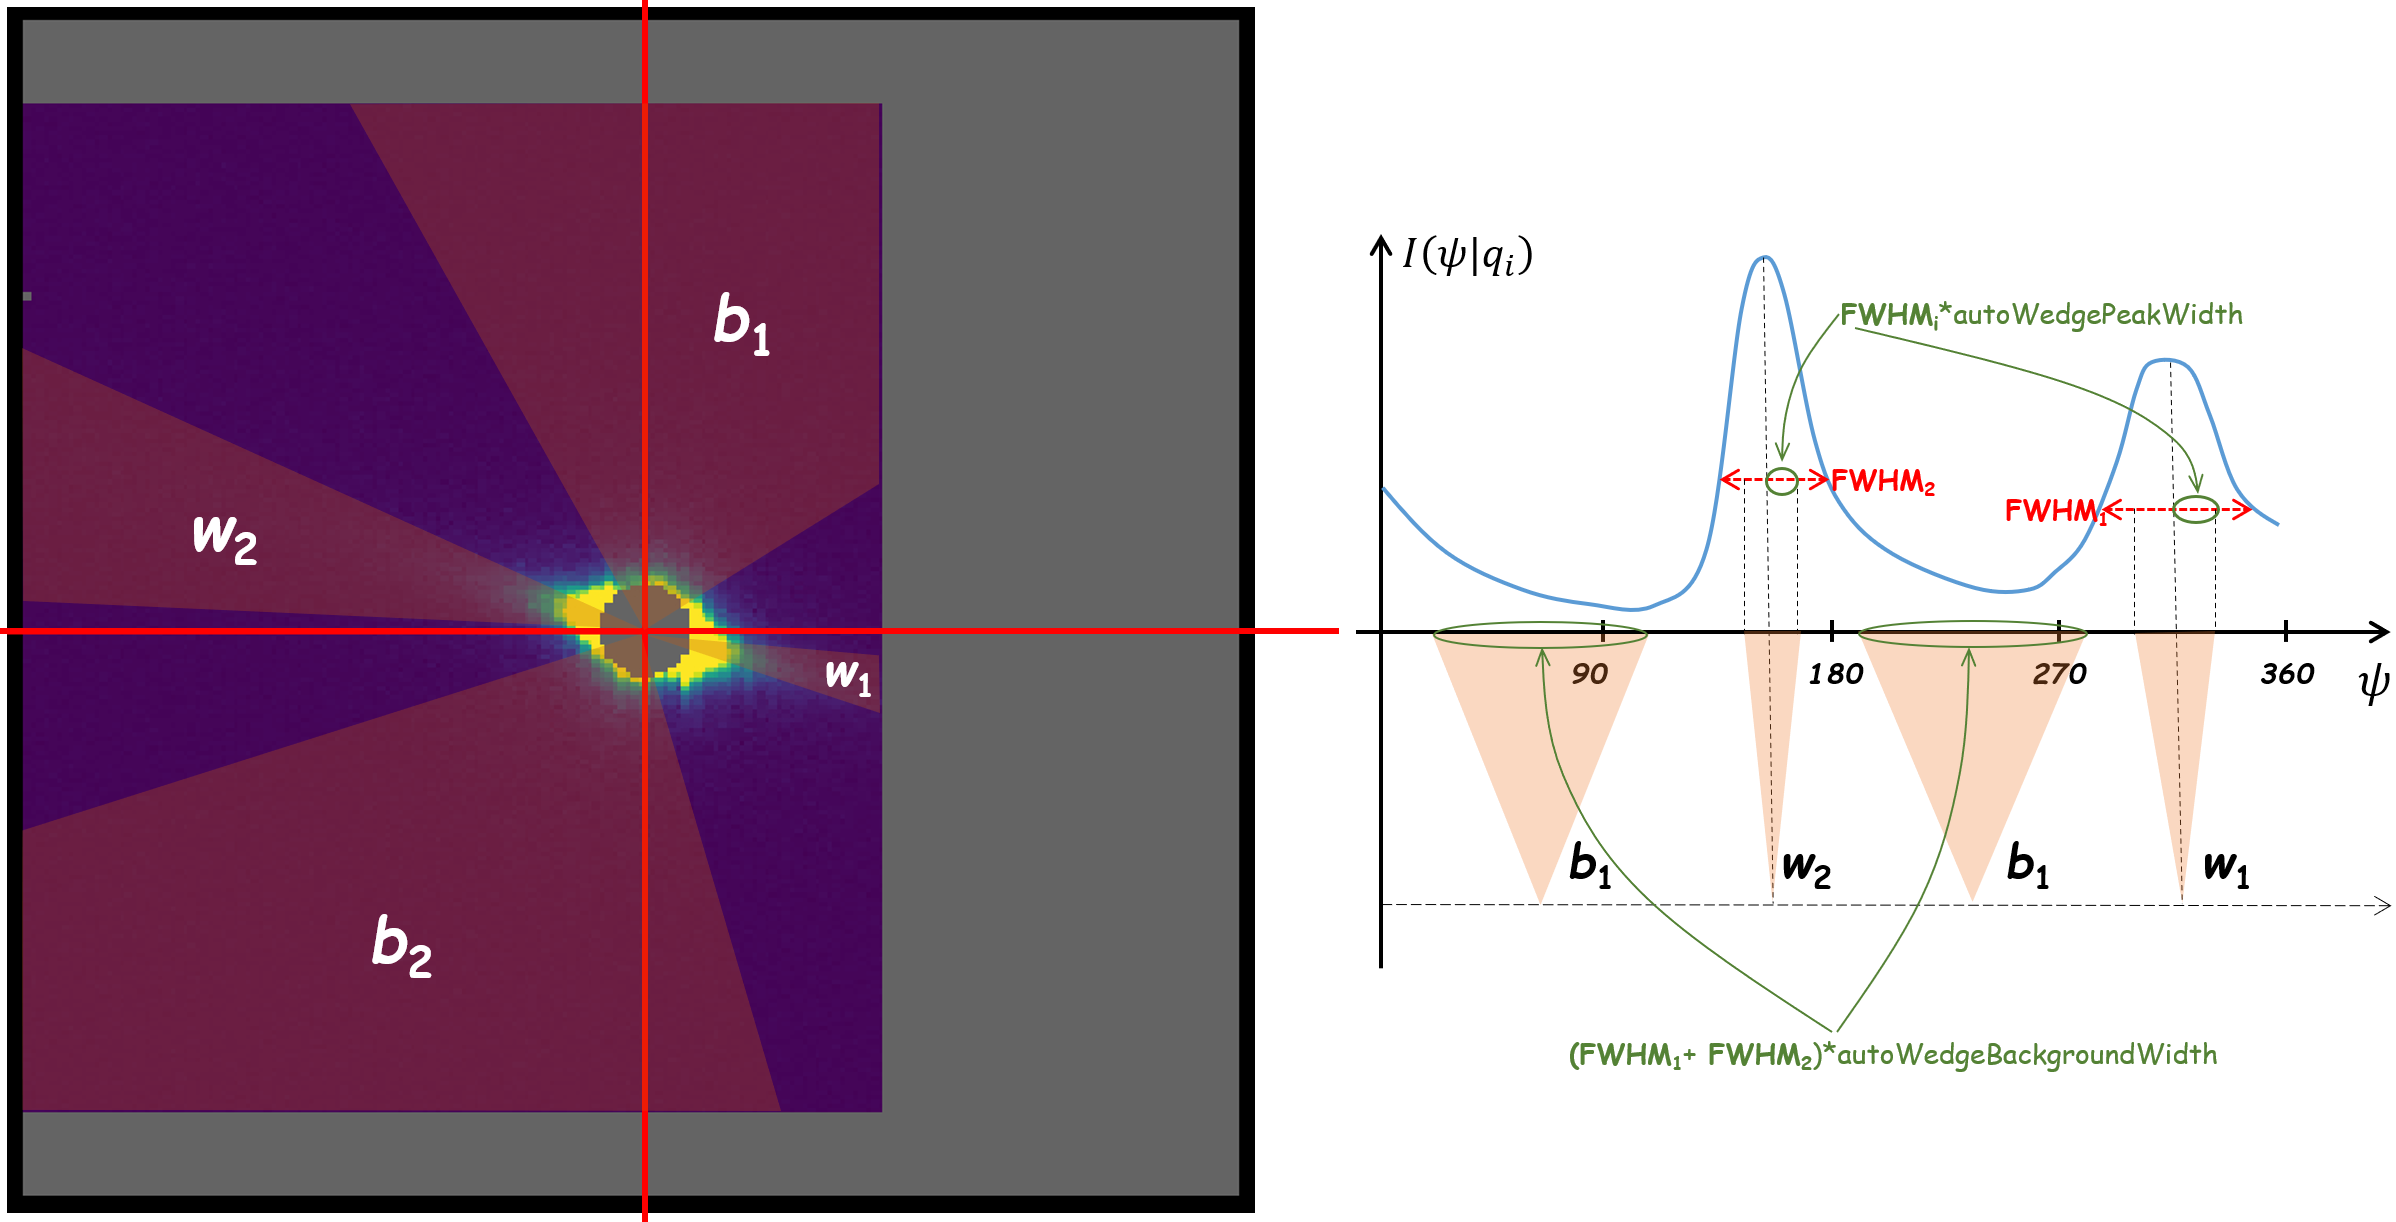 b₁
w₂
w₁
b₂
I(ψ|qᵢ)
FWHMᵢ*autoWedgePeakWidth
FWHM₂
FWHM₁
90
180
270
360
ψ
b₁
w₂
b₁
w₁
(FWHM₁+ FWHM₂)*autoWedgeBackgroundWidth